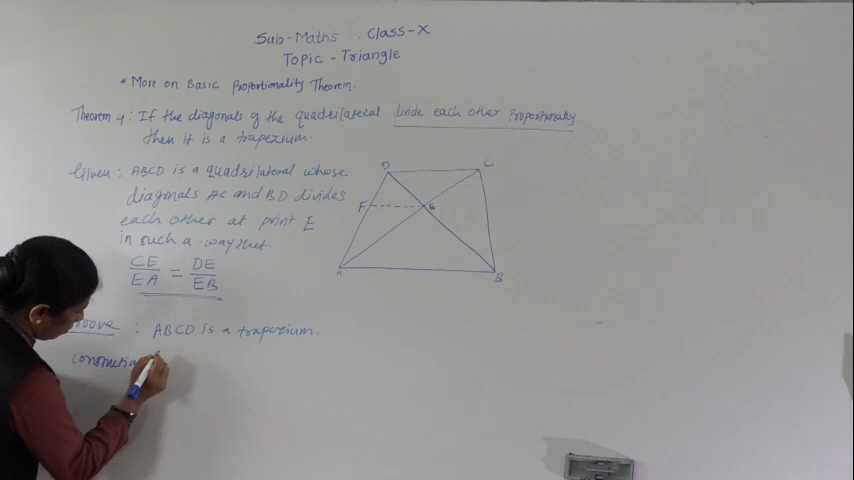 Sub-Maths . Class-X
Topic - Triangle
* More on Basic Proportionality Theorem.
Theorem 4: If the diagonals of the quadrilateral divide each other proportionally
then it is a trapezium.
Given: ABCD is a quadrilateral whose
diagonals AC and BD divides
each other at point E
in such a way that.
CE/EA = DE/EB
: ABCD is a trapezium.
D
C
F
E
A
B